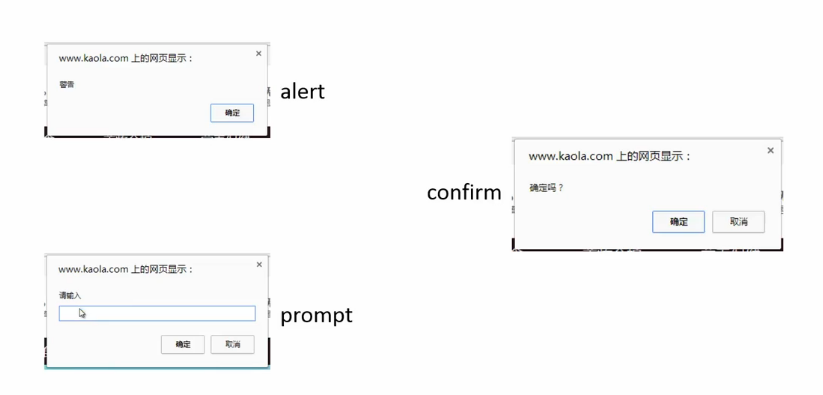 www.kaola.com 上的网页显示：
警告
确定
alert
www.kaola.com 上的网页显示：
确定吗？
确定
取消
confirm
www.kaola.com 上的网页显示：
请输入
确定
取消
prompt